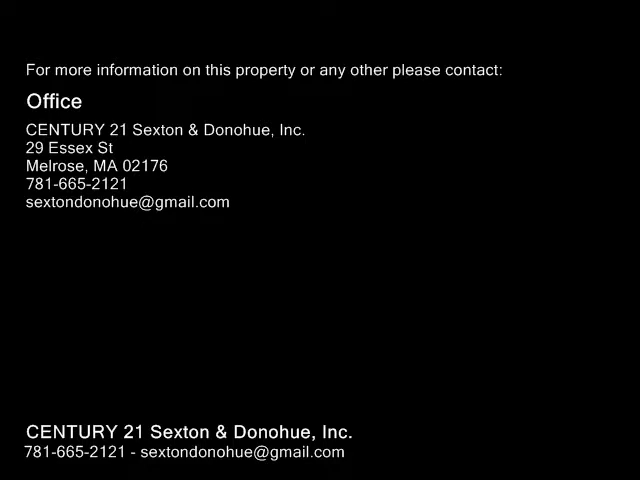 For more information on this property or any other please contact:
Office
CENTURY 21 Sexton & Donohue, Inc.
29 Essex St
Melrose, MA 02176
781-665-2121
sextondonohue@gmail.com
CENTURY 21 Sexton & Donohue, Inc.
781-665-2121 - sextondonohue@gmail.com